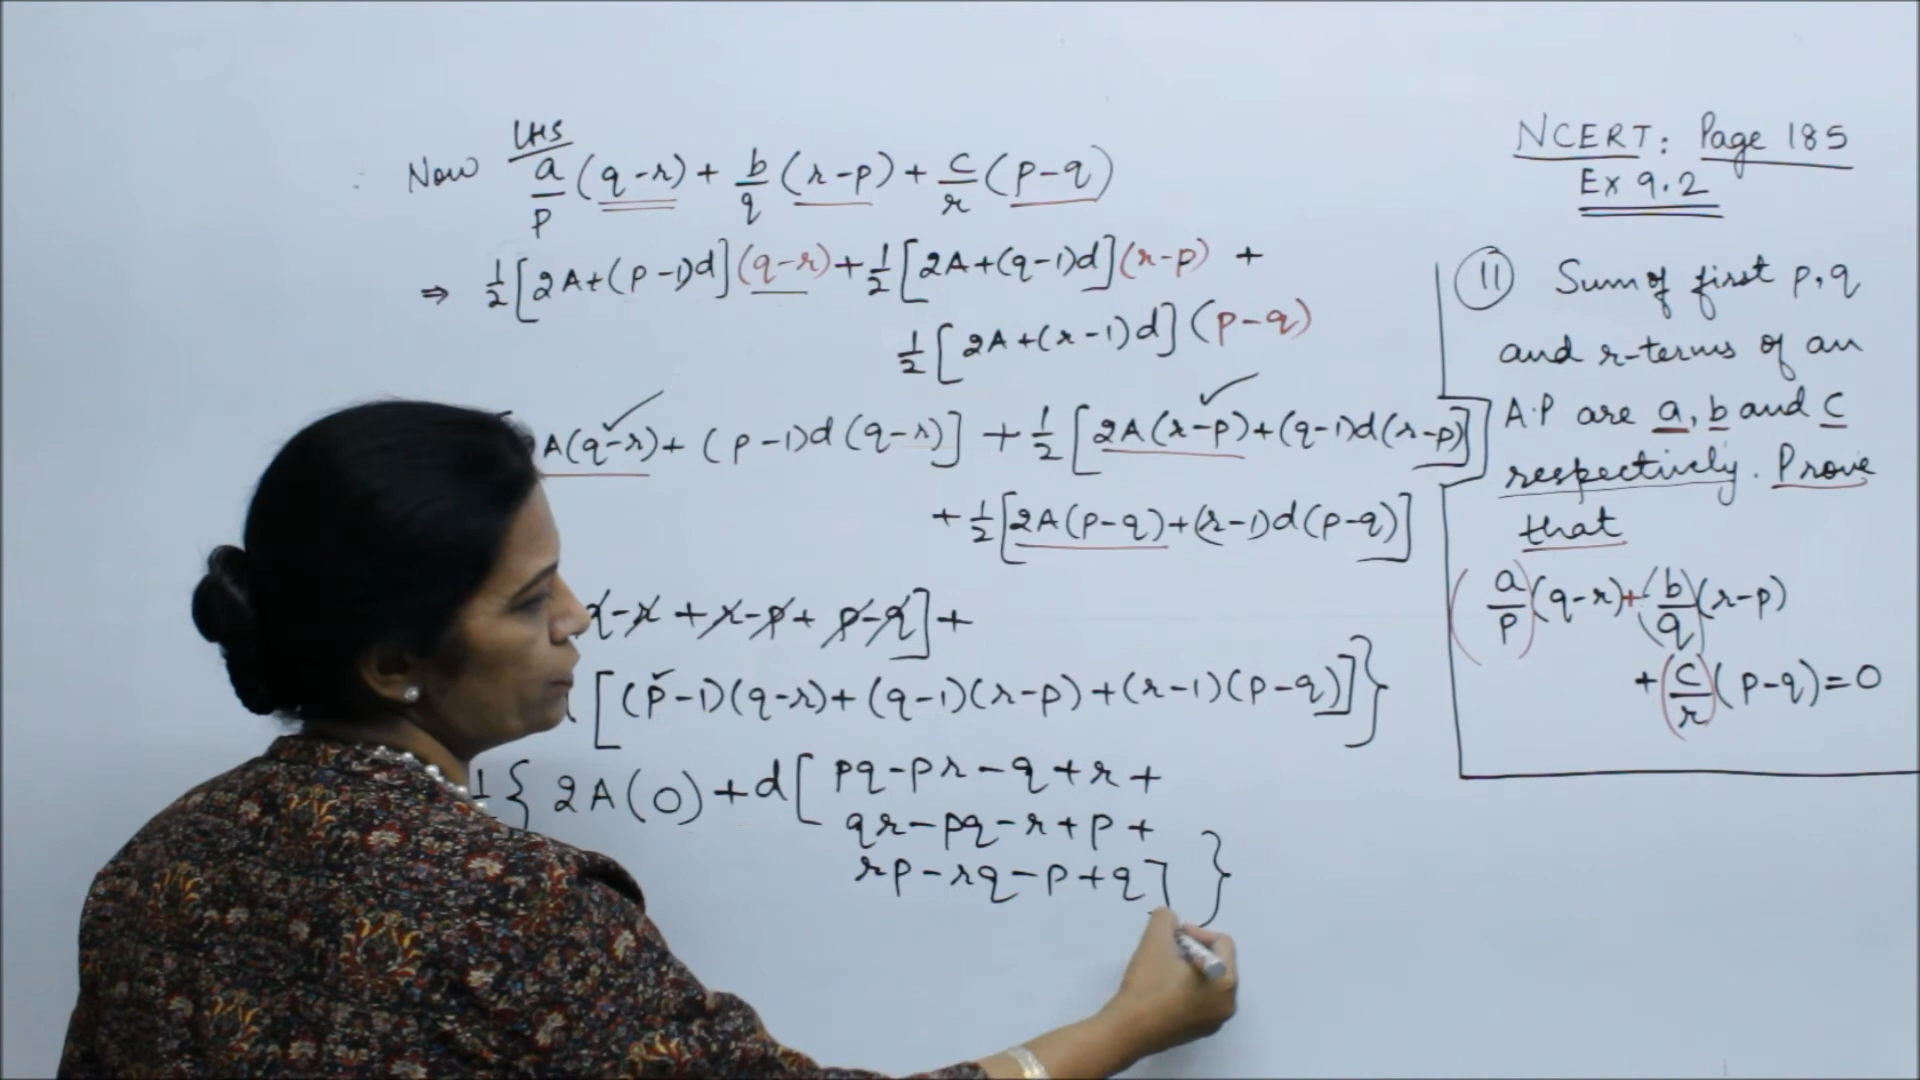 Now LHS a/p (q-r) + b/q (r-p) + c/r (p-q)
⇒ 1/2 [2A+(p-1)d] (q-r) + 1/2 [2A+(q-1)d] (r-p) +
1/2 [2A+(r-1)d] (p-q)
A(q-r) + (p-1)d(q-r)] + 1/2 [2A(r-p)+(q-1)d(r-p)]
+ 1/2 [2A(p-q)+(r-1)d(p-q)]
q-r + r-p + p-q] +
[(p-1)(q-r)+(q-1)(r-p)+(r-1)(p-q)]}
1/2 { 2A(0)+d[ pq-pr-q+r+
qr-pq-r+p+
rp-rq-p+q] }
NCERT: Page 185
Ex 9.2
11 Sum of first p, q
and r-terms of an
A.P are a, b and c
respectively. Prove
that
(a/p)(q-r)+(b/q)(r-p)
+(c/r)(p-q)=0